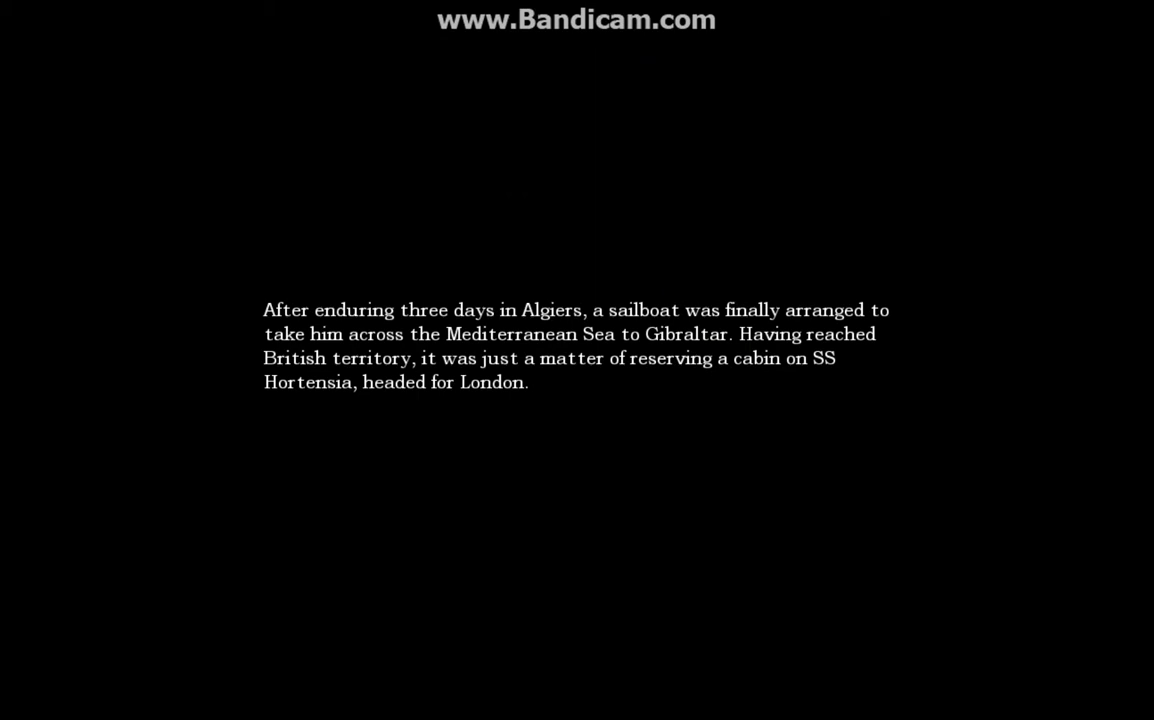 www.Bandicam.com
After enduring three days in Algiers, a sailboat was finally arranged to
take him across the Mediterranean Sea to Gibraltar. Having reached
British territory, it was just a matter of reserving a cabin on SS
Hortensia, headed for London.